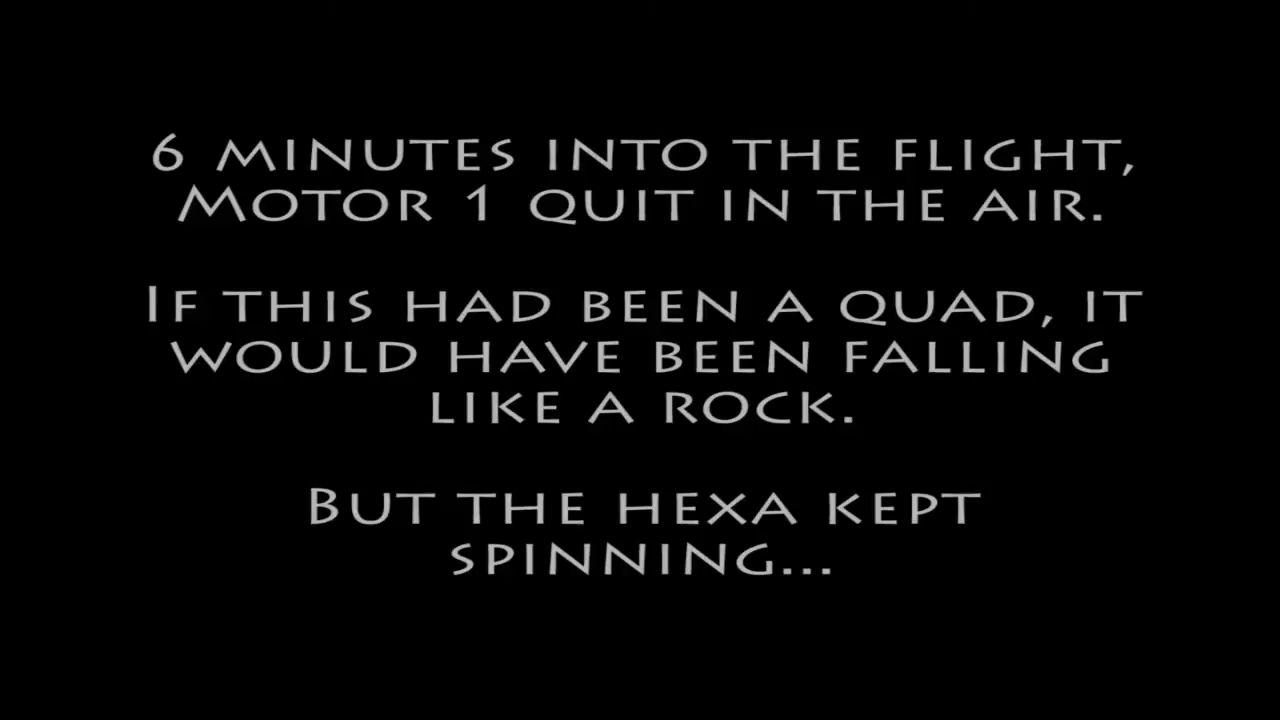 6 MINUTES INTO THE FLIGHT,
MOTOR 1 QUIT IN THE AIR.
IF THIS HAD BEEN A QUAD, IT
WOULD HAVE BEEN FALLING
LIKE A ROCK.
BUT THE HEXA KEPT
SPINNING...